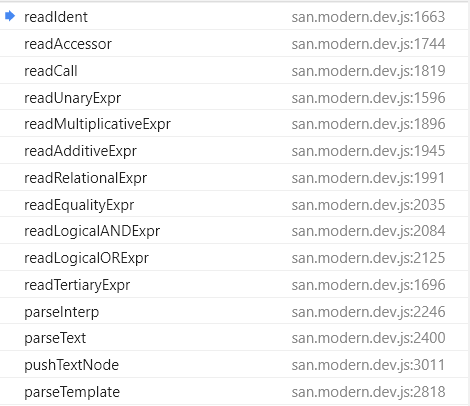 readIdent san.modern.dev.js:1663
readAccessor san.modern.dev.js:1744
readCall san.modern.dev.js:1819
readUnaryExpr san.modern.dev.js:1596
readMultiplicativeExpr san.modern.dev.js:1896
readAdditiveExpr san.modern.dev.js:1945
readRelationalExpr san.modern.dev.js:1991
readEqualityExpr san.modern.dev.js:2035
readLogicalANDExpr san.modern.dev.js:2084
readLogicalORExpr san.modern.dev.js:2125
readTertiaryExpr san.modern.dev.js:1696
parseInterp san.modern.dev.js:2246
parseText san.modern.dev.js:2400
pushTextNode san.modern.dev.js:3011
parseTemplate san.modern.dev.js:2818